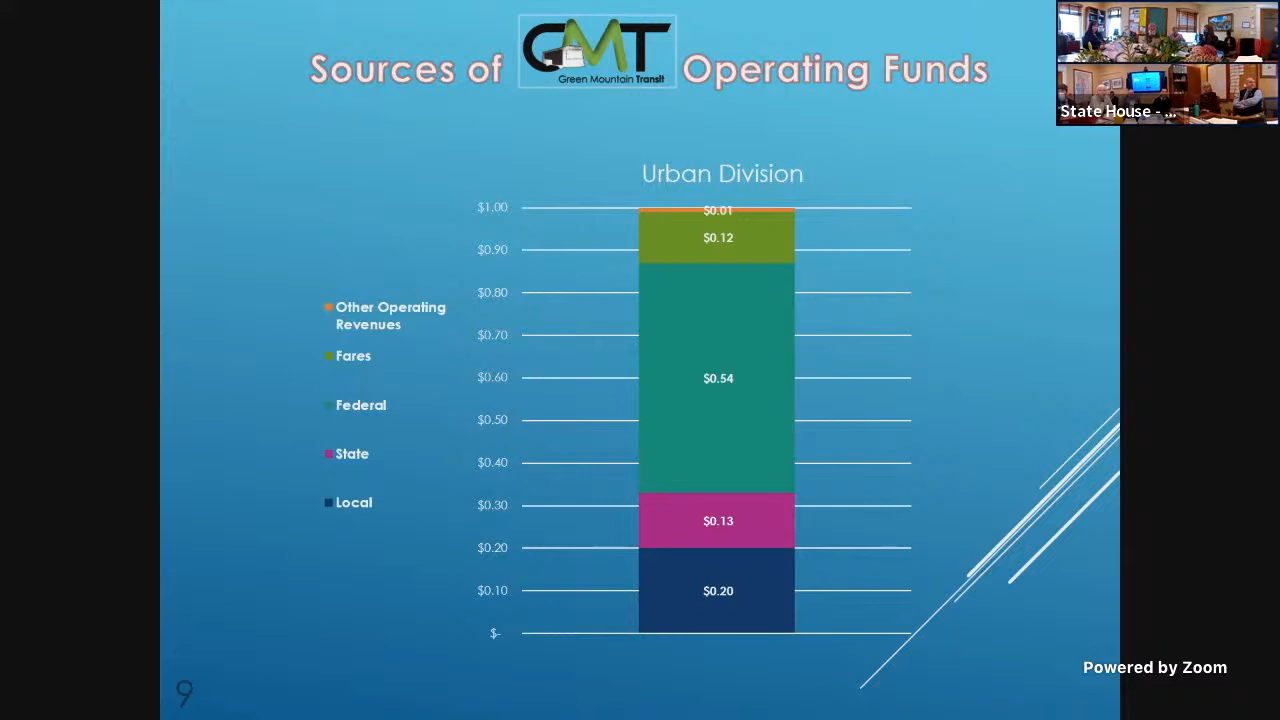 Sources of GMT Operating Funds
Green Mountain Transit
State House - ...
Urban Division
$1.00
$0.90
$0.80
$0.70
$0.60
$0.50
$0.40
$0.30
$0.20
$0.10
$-
$0.01
$0.12
$0.54
$0.13
$0.20
Other Operating
Revenues
Fares
Federal
State
Local
Powered by Zoom
9